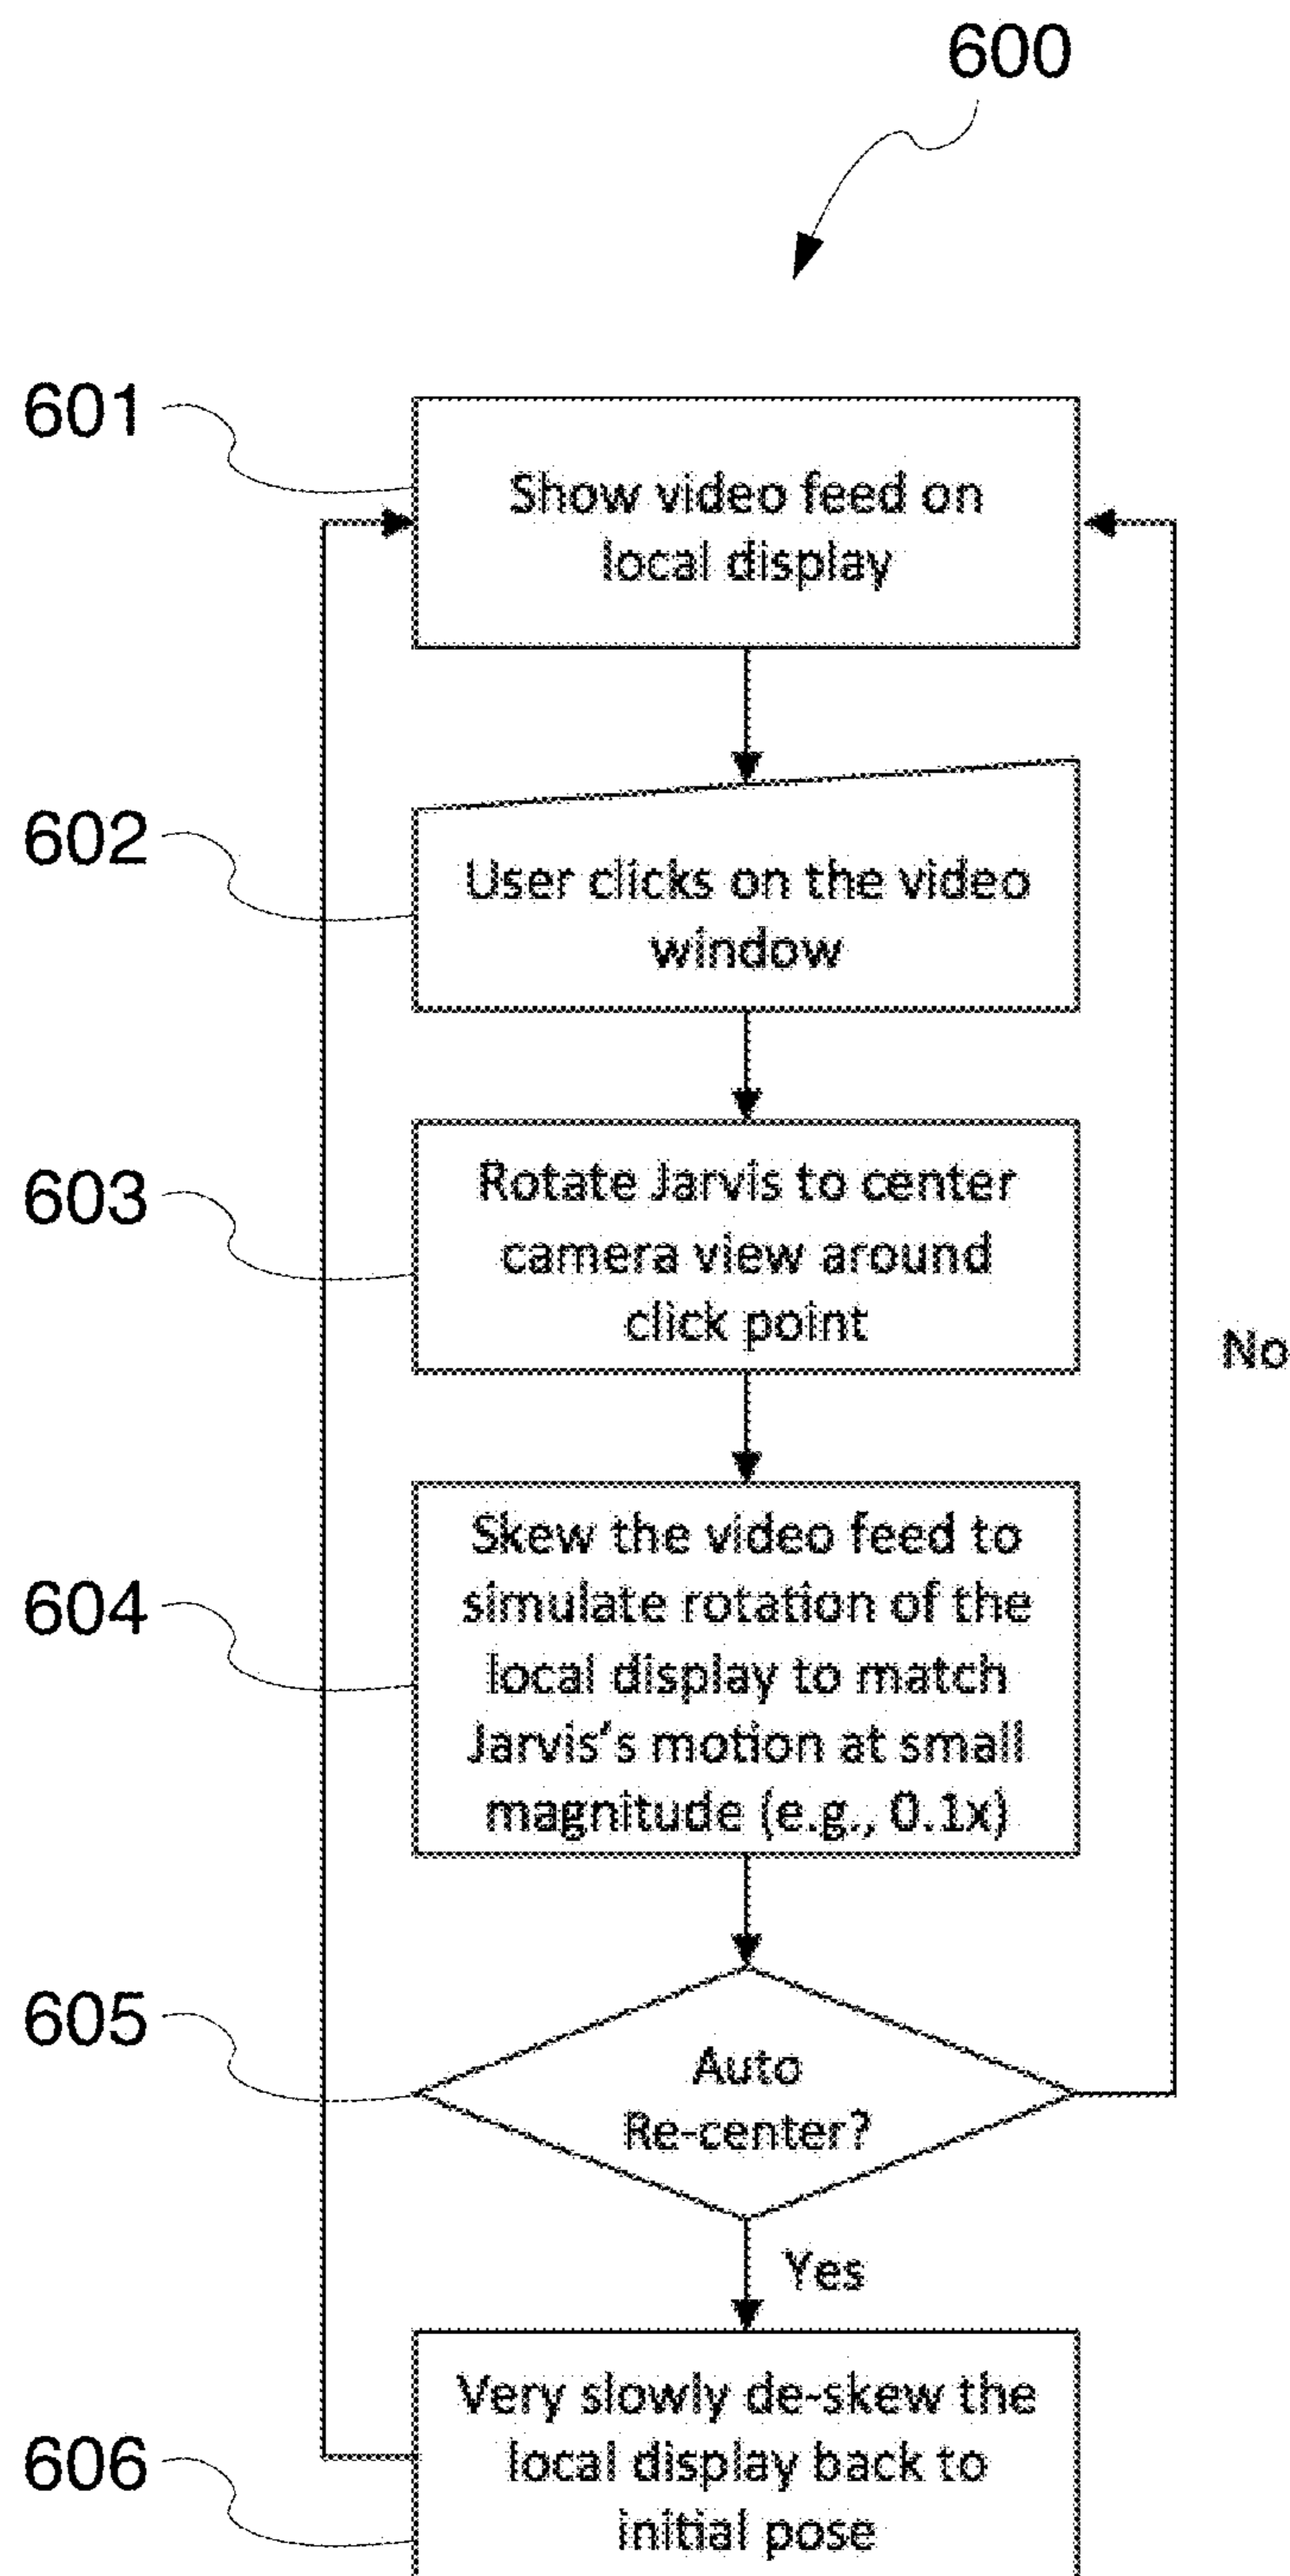 600
601
Show video feed on
local display
602
User clicks on the video
window
603
Rotate Jarvis to center
camera view around
click point
No
604
Skew the video feed to
simulate rotation of the
local display to match
Jarvis's motion at small
magnitude (e.g., 0.1x)
605
Auto
Re-center?
Yes
606
Very slowly de-skew the
local display back to
initial pose